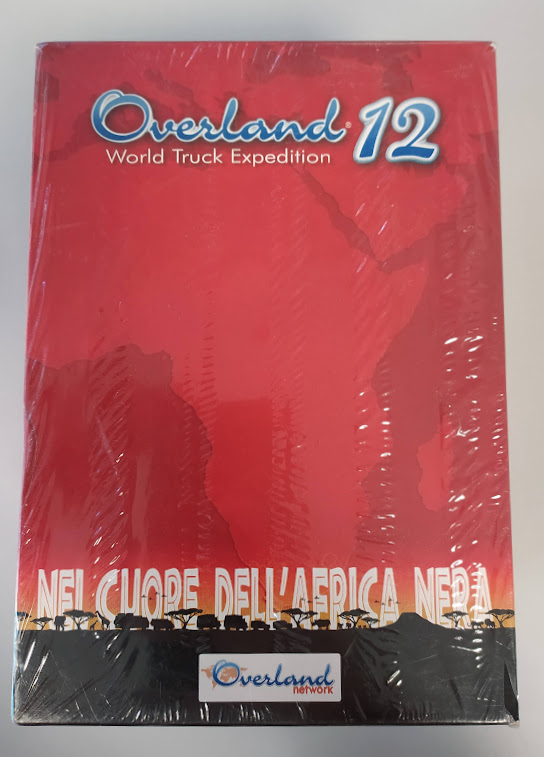 Overland® 12
World Truck Expedition
NEL CUORE DELL'AFRICA NERA
Overland
network